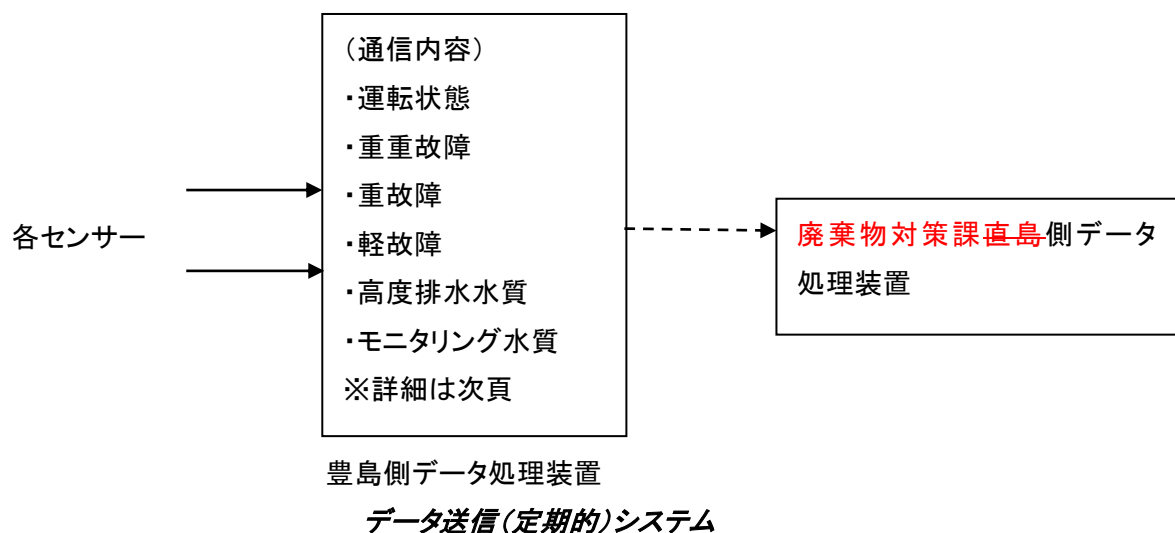 (通信内容)
・運転状態
・重重故障
・重故障
・軽故障
・高度排水水質
・モニタリング水質
※詳細は次頁
各センサー
廃棄物対策課直島側データ
処理装置
豊島側データ処理装置
データ送信(定期的)システム